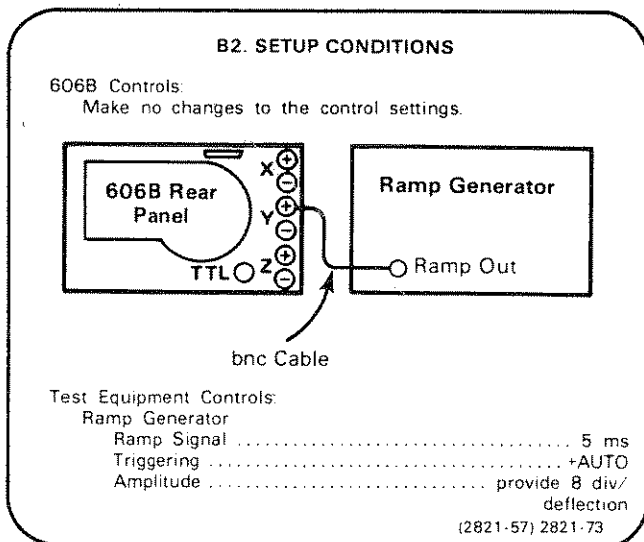 B2. SETUP CONDITIONS
606B Controls:
Make no changes to the control settings.
606B Rear
Panel
X + −
Y + −
Z + −
TTL
Ramp Generator
Ramp Out
bnc Cable
Test Equipment Controls:
Ramp Generator
Ramp Signal .................................... 5 ms
Triggering ...................................... +AUTO
Amplitude ............................ provide 8 div/
deflection
(2821-57) 2821-73